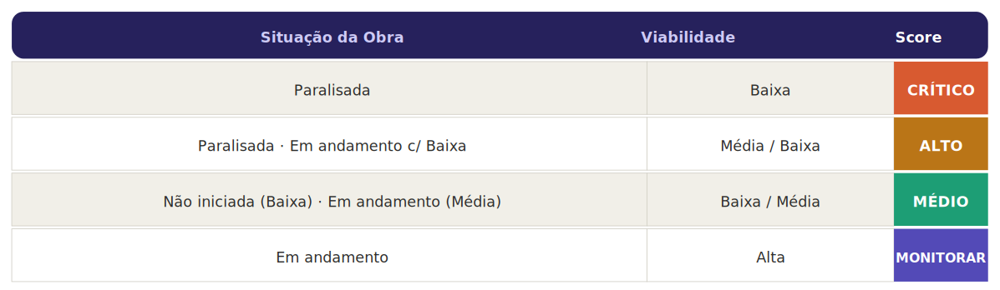 Situação da Obra Viabilidade Score
Paralisada Baixa CRÍTICO
Paralisada · Em andamento c/ Baixa Média / Baixa ALTO
Não iniciada (Baixa) · Em andamento (Média) Baixa / Média MÉDIO
Em andamento Alta MONITORAR